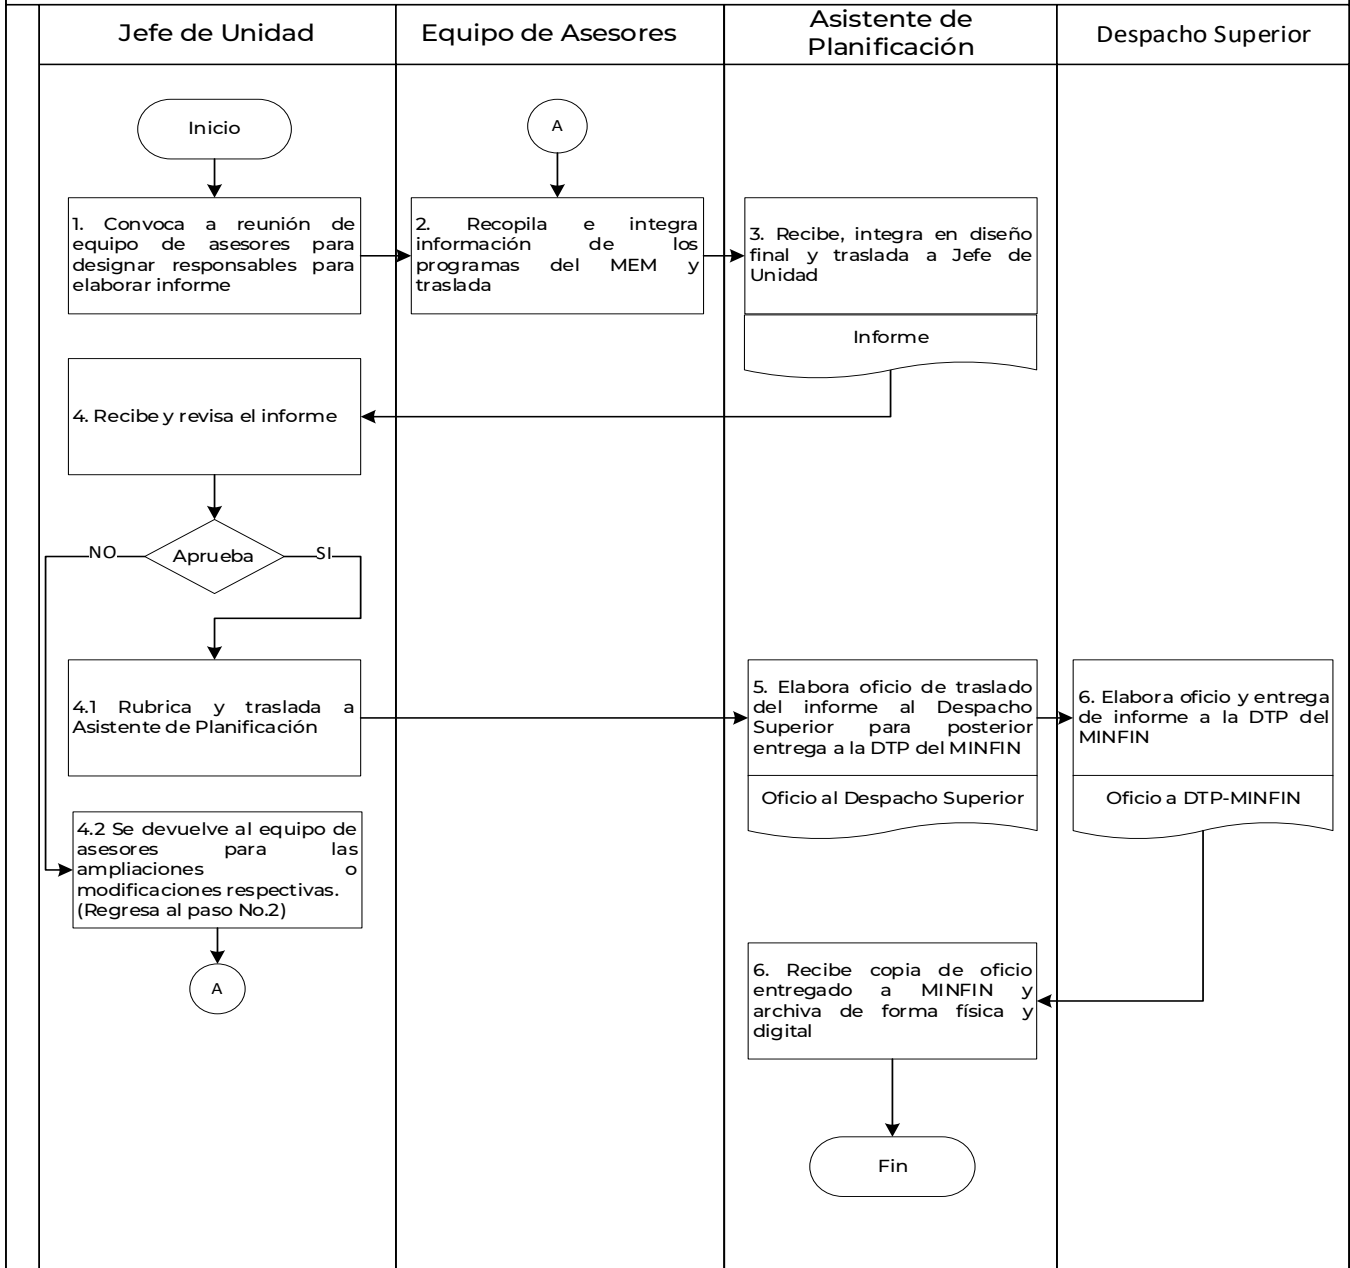 Jefe de Unidad
Equipo de Asesores
Asistente de
Planificación
Despacho Superior
Inicio
A
1. Convoca a reunión de
equipo de asesores para
designar responsables para
elaborar informe
2. Recopila e integra
información de los
programas del MEM y
traslada
3. Recibe, integra en diseño
final y traslada a Jefe de
Unidad
Informe
4. Recibe y revisa el informe
Aprueba
NO
SI
4.1 Rubrica y traslada a
Asistente de Planificación
5. Elabora oficio de traslado
del informe al Despacho
Superior para posterior
entrega a la DTP del MINFIN
Oficio al Despacho Superior
6. Elabora oficio y entrega
de informe a la DTP del
MINFIN
Oficio a DTP-MINFIN
4.2 Se devuelve al equipo de
asesores para las
ampliaciones o
modificaciones respectivas.
(Regresa al paso No.2)
A
6. Recibe copia de oficio
entregado a MINFIN y
archiva de forma física y
digital
Fin